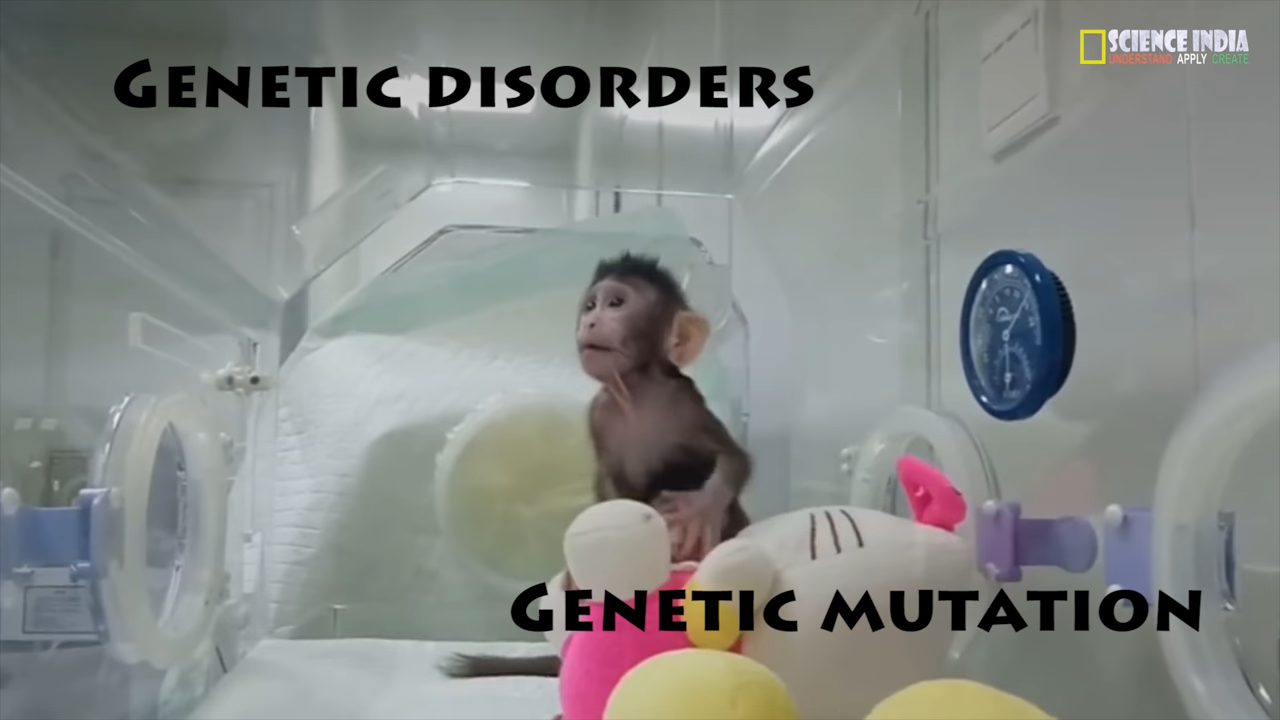 SCIENCE INDIA
UNDERSTAND APPLY CREATE
GENETIC DISORDERS
GENETIC MUTATION